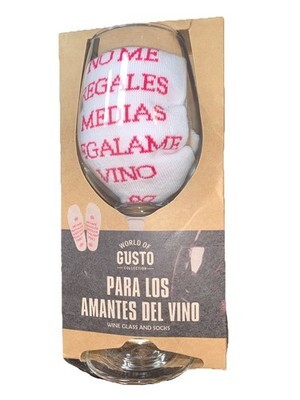 NO ME
REGALES
MEDIAS
REGALAME
VINO
WORLD OF
GUSTO
COLLECTION
PARA LOS
AMANTES DEL VINO
WINE GLASS AND SOCKS